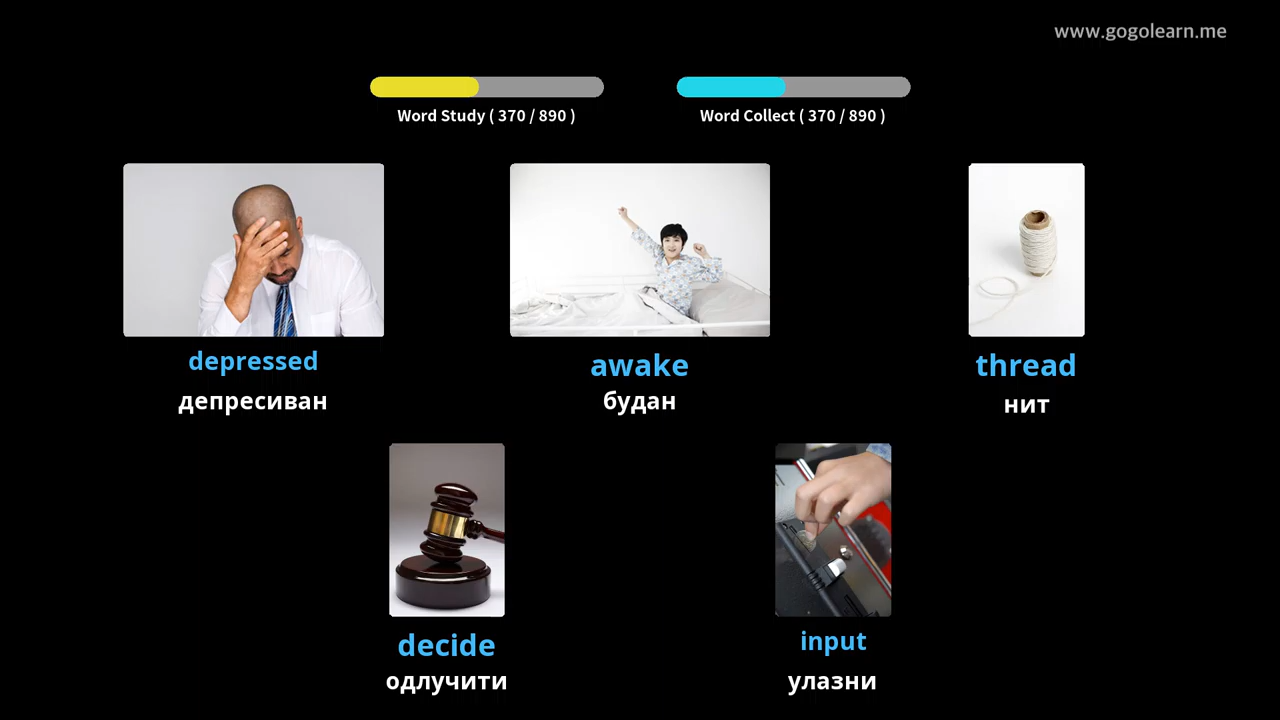 www.gogolearn.me
Word Study ( 370 / 890 )
Word Collect ( 370 / 890 )
depressed
депресиван
awake
будан
thread
нит
decide
одлучити
input
улазни